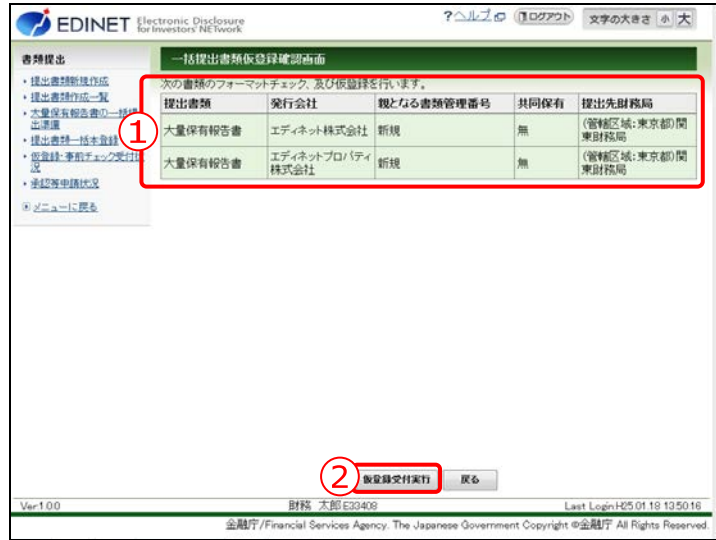 EDINET Electronic Disclosure for Investors' NETwork
?ヘルプ ログアウト 文字の大きさ 小 大
書類提出
・提出書類新規作成
・提出書類作成一覧
・大量保有報告書の一括提
出準備
・提出書類一括本登録
・仮登録・事前チェック受付状
況
・承認等申請状況
メニューに戻る
一括提出書類仮登録確認画面
次の書類のフォーマットチェック、及び仮登録を行います。
提出書類 発行会社 親となる書類管理番号 共同保有 提出先財務局
大量保有報告書 エディネット株式会社 新規 無 (管轄区域:東京都)関
東財務局
大量保有報告書 エディネットプロパティ
株式会社 新規 無 (管轄区域:東京都)関
東財務局
1
2
仮登録受付実行 戻る
Ver.1.0.0 財務 太郎 E33408 Last Login:H25.01.18 13:50:16
金融庁/Financial Services Agency. The Japanese Government Copyright ©金融庁 All Rights Reserved.